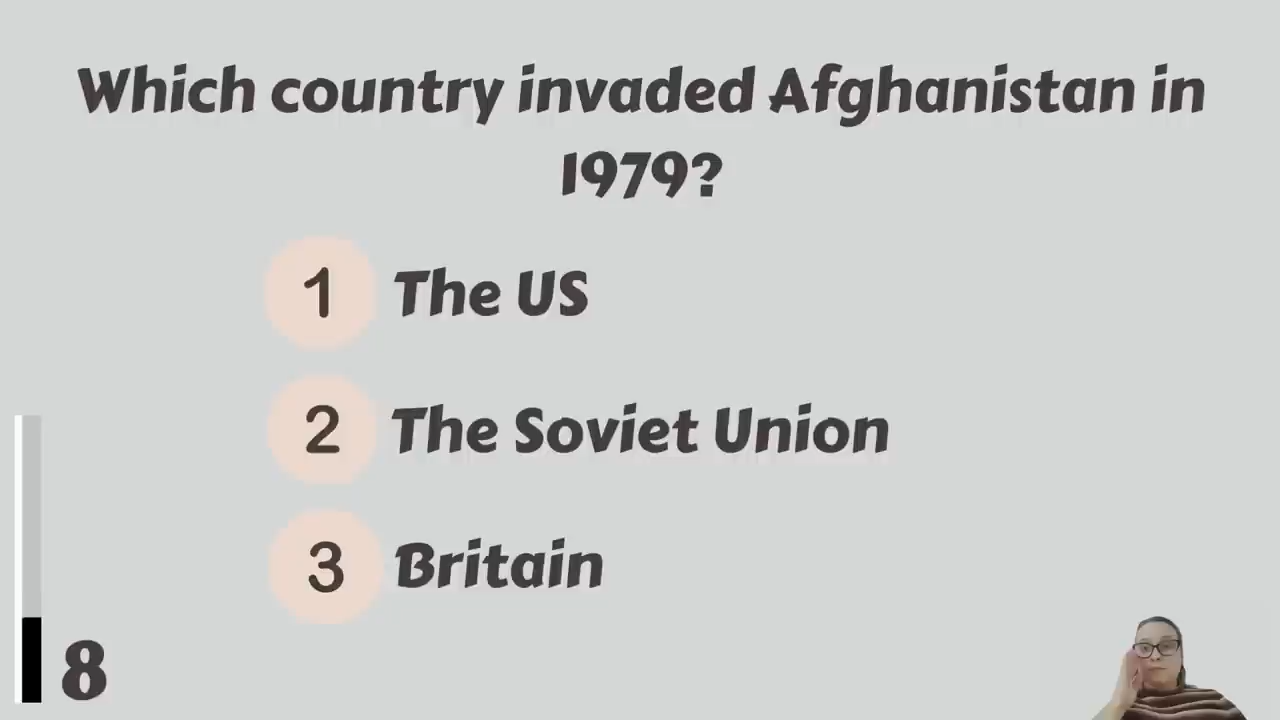 Which country invaded Afghanistan in
1979?
1 The US
2 The Soviet Union
3 Britain
8